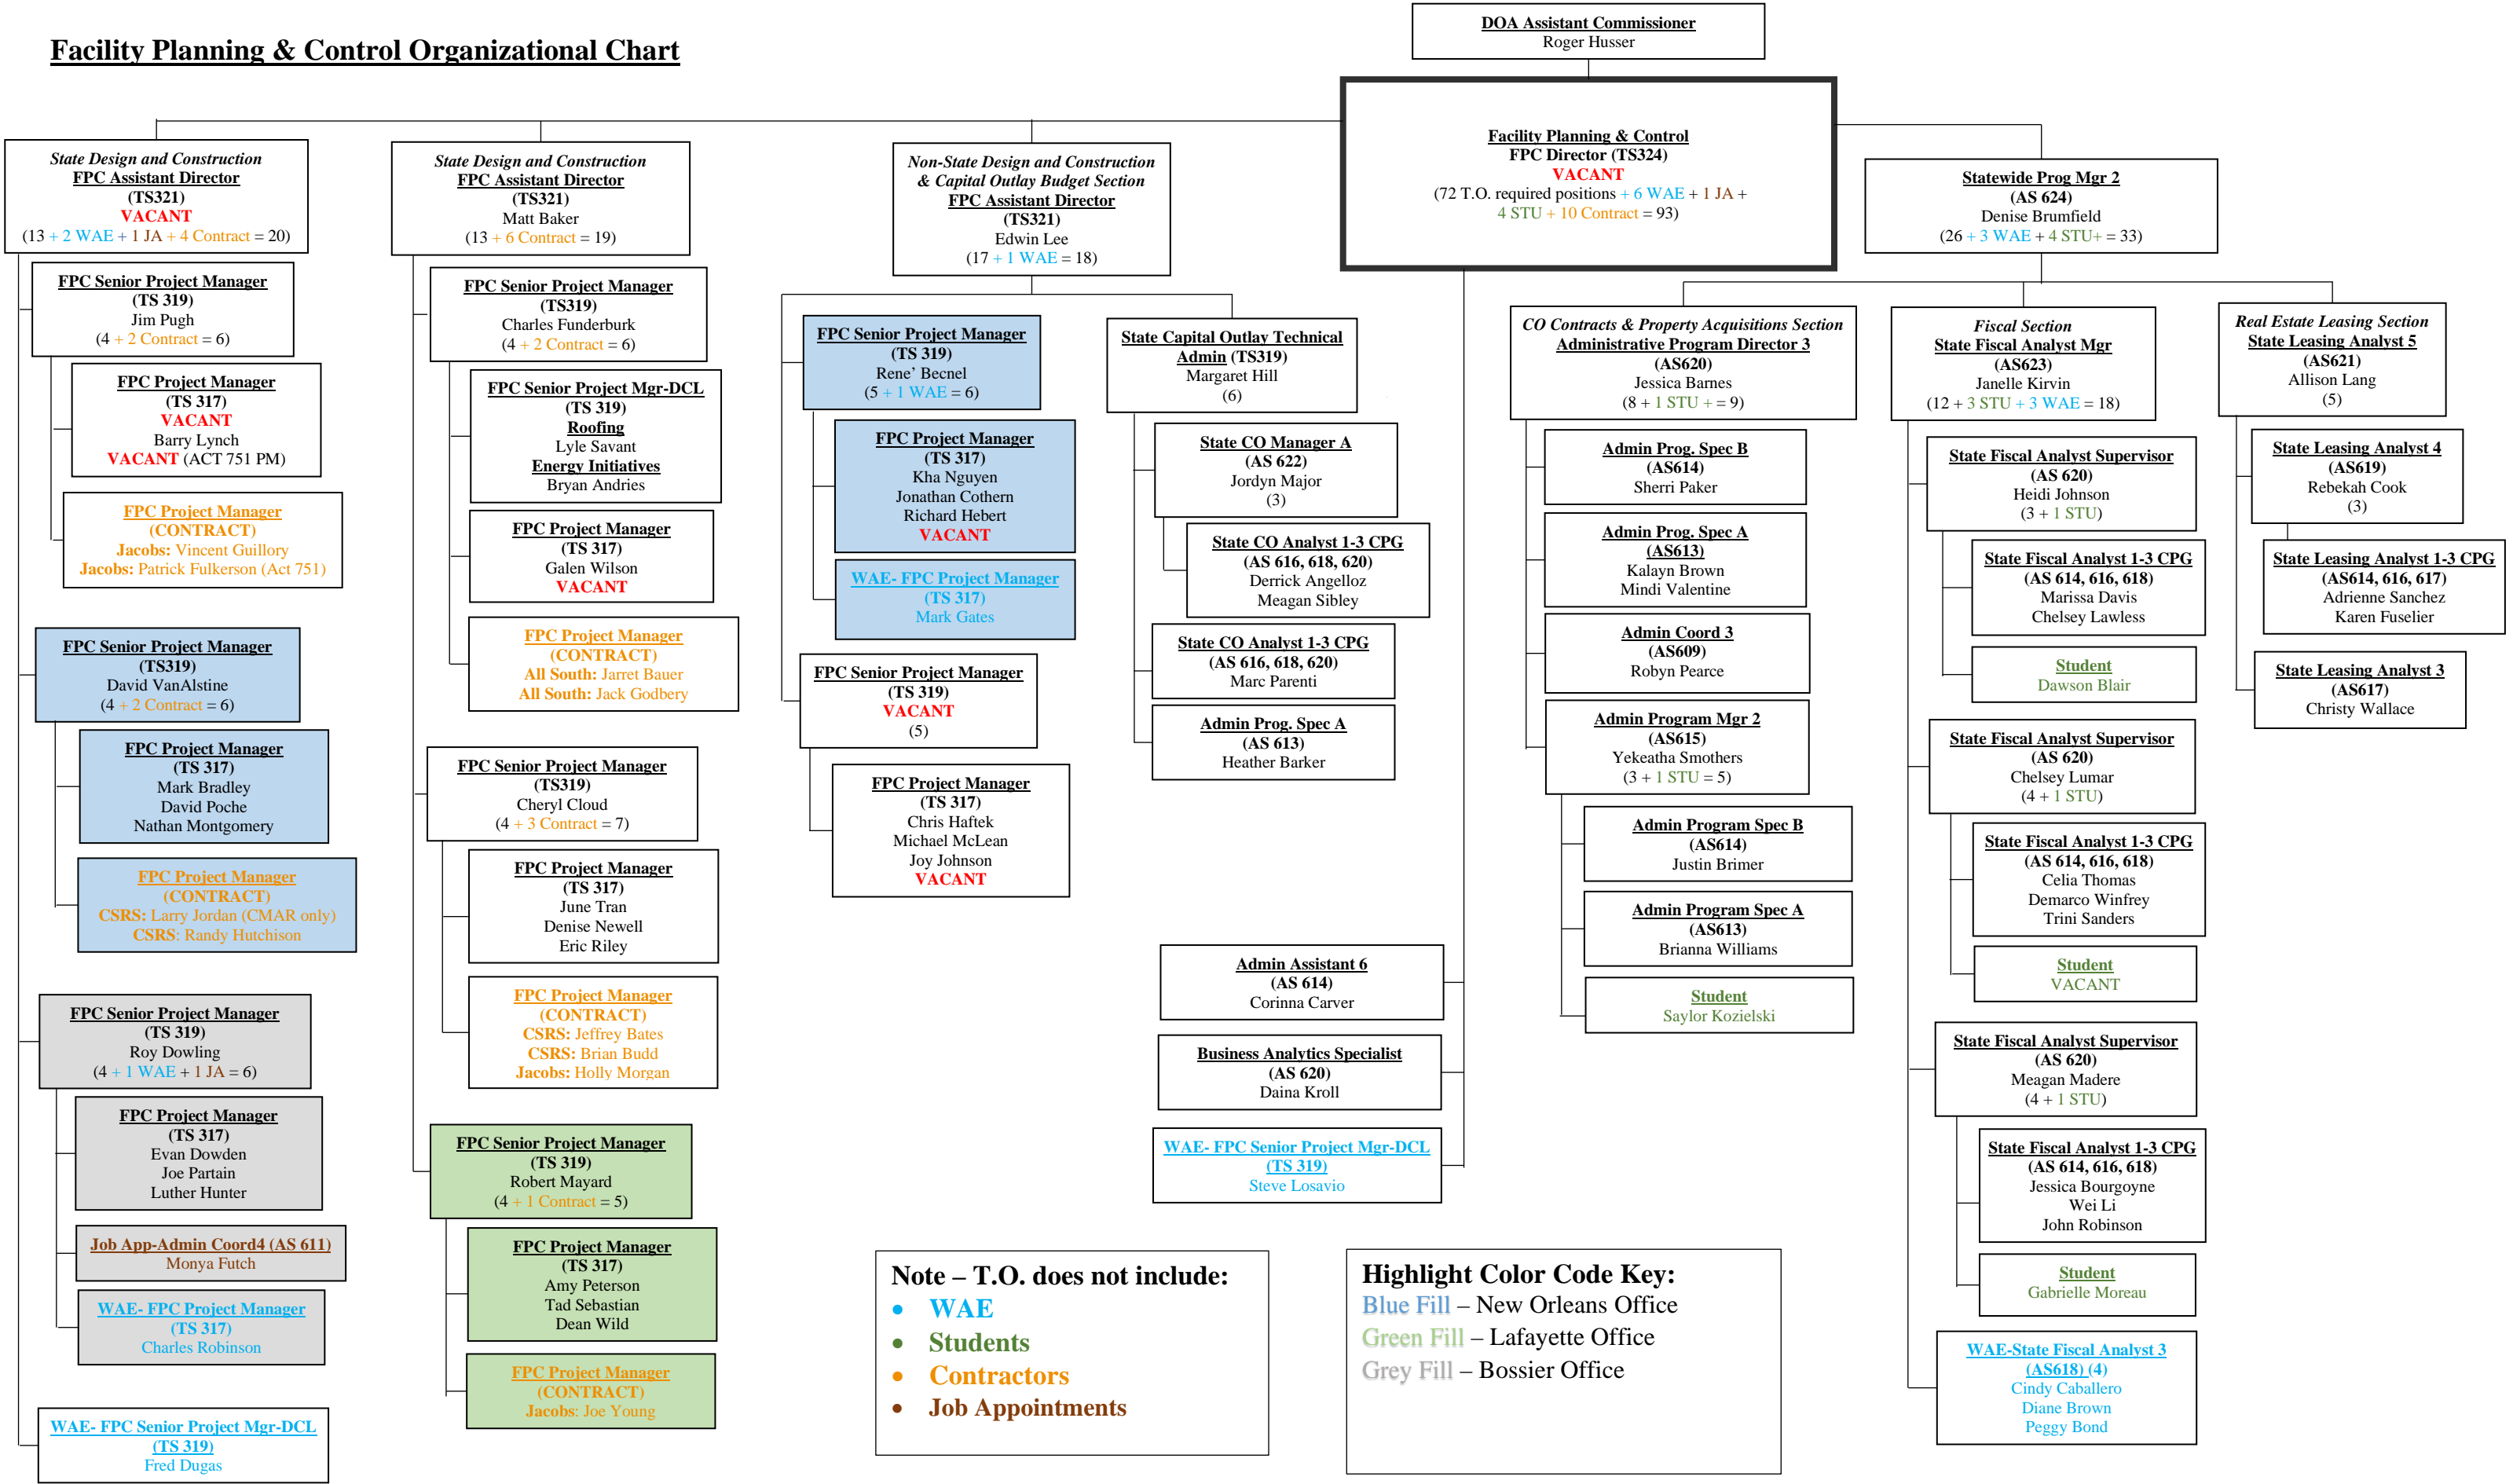 Facility Planning & Control Organizational Chart
DOA Assistant Commissioner
Roger Husser
Facility Planning & Control
FPC Director (TS324)
VACANT
(72 T.O. required positions + 6 WAE + 1 JA +
4 STU + 10 Contract = 93)
State Design and Construction
FPC Assistant Director
(TS321)
VACANT
(13 + 2 WAE + 1 JA + 4 Contract = 20)
FPC Senior Project Manager
(TS 319)
Jim Pugh
(4 + 2 Contract = 6)
FPC Project Manager
(TS 317)
VACANT
Barry Lynch
VACANT (ACT 751 PM)
FPC Project Manager
(CONTRACT)
Jacobs: Vincent Guillory
Jacobs: Patrick Fulkerson (Act 751)
FPC Senior Project Manager
(TS319)
David VanAlstine
(4 + 2 Contract = 6)
FPC Project Manager
(TS 317)
Mark Bradley
David Poche
Nathan Montgomery
FPC Project Manager
(CONTRACT)
CSRS: Larry Jordan (CMAR only)
CSRS: Randy Hutchison
FPC Senior Project Manager
(TS 319)
Roy Dowling
(4 + 1 WAE + 1 JA = 6)
FPC Project Manager
(TS 317)
Evan Dowden
Joe Partain
Luther Hunter
Job App-Admin Coord4 (AS 611)
Monya Futch
WAE- FPC Project Manager
(TS 317)
Charles Robinson
WAE- FPC Senior Project Mgr-DCL
(TS 319)
Fred Dugas
State Design and Construction
FPC Assistant Director
(TS321)
Matt Baker
(13 + 6 Contract = 19)
FPC Senior Project Manager
(TS319)
Charles Funderburk
(4 + 2 Contract = 6)
FPC Senior Project Mgr-DCL
(TS 319)
Roofing
Lyle Savant
Energy Initiatives
Bryan Andries
FPC Project Manager
(TS 317)
Galen Wilson
VACANT
FPC Project Manager
(CONTRACT)
All South: Jarret Bauer
All South: Jack Godbery
FPC Senior Project Manager
(TS319)
Cheryl Cloud
(4 + 3 Contract = 7)
FPC Project Manager
(TS 317)
June Tran
Denise Newell
Eric Riley
FPC Project Manager
(CONTRACT)
CSRS: Jeffrey Bates
CSRS: Brian Budd
Jacobs: Holly Morgan
FPC Senior Project Manager
(TS 319)
Robert Mayard
(4 + 1 Contract = 5)
FPC Project Manager
(TS 317)
Amy Peterson
Tad Sebastian
Dean Wild
FPC Project Manager
(CONTRACT)
Jacobs: Joe Young
Non-State Design and Construction
& Capital Outlay Budget Section
FPC Assistant Director
(TS321)
Edwin Lee
(17 + 1 WAE = 18)
FPC Senior Project Manager
(TS 319)
Rene’ Becnel
(5 + 1 WAE = 6)
FPC Project Manager
(TS 317)
Kha Nguyen
Jonathan Cothern
Richard Hebert
VACANT
WAE- FPC Project Manager
(TS 317)
Mark Gates
FPC Senior Project Manager
(TS 319)
VACANT
(5)
FPC Project Manager
(TS 317)
Chris Haftek
Michael McLean
Joy Johnson
VACANT
State Capital Outlay Technical
Admin (TS319)
Margaret Hill
(6)
State CO Manager A
(AS 622)
Jordyn Major
(3)
State CO Analyst 1-3 CPG
(AS 616, 618, 620)
Derrick Angelloz
Meagan Sibley
State CO Analyst 1-3 CPG
(AS 616, 618, 620)
Marc Parenti
Admin Prog. Spec A
(AS 613)
Heather Barker
Admin Assistant 6
(AS 614)
Corinna Carver
Business Analytics Specialist
(AS 620)
Daina Kroll
WAE- FPC Senior Project Mgr-DCL
(TS 319)
Steve Losavio
Statewide Prog Mgr 2
(AS 624)
Denise Brumfield
(26 + 3 WAE + 4 STU+ = 33)
CO Contracts & Property Acquisitions Section
Administrative Program Director 3
(AS620)
Jessica Barnes
(8 + 1 STU + = 9)
Admin Prog. Spec B
(AS614)
Sherri Paker
Admin Prog. Spec A
(AS613)
Kalayn Brown
Mindi Valentine
Admin Coord 3
(AS609)
Robyn Pearce
Admin Program Mgr 2
(AS615)
Yekeatha Smothers
(3 + 1 STU = 5)
Admin Program Spec B
(AS614)
Justin Brimer
Admin Program Spec A
(AS613)
Brianna Williams
Student
Saylor Kozielski
Fiscal Section
State Fiscal Analyst Mgr
(AS623)
Janelle Kirvin
(12 + 3 STU + 3 WAE = 18)
State Fiscal Analyst Supervisor
(AS 620)
Heidi Johnson
(3 + 1 STU)
State Fiscal Analyst 1-3 CPG
(AS 614, 616, 618)
Marissa Davis
Chelsey Lawless
Student
Dawson Blair
State Fiscal Analyst Supervisor
(AS 620)
Chelsey Lumar
(4 + 1 STU)
State Fiscal Analyst 1-3 CPG
(AS 614, 616, 618)
Celia Thomas
Demarco Winfrey
Trini Sanders
Student
VACANT
State Fiscal Analyst Supervisor
(AS 620)
Meagan Madere
(4 + 1 STU)
State Fiscal Analyst 1-3 CPG
(AS 614, 616, 618)
Jessica Bourgoyne
Wei Li
John Robinson
Student
Gabrielle Moreau
WAE-State Fiscal Analyst 3
(AS618) (4)
Cindy Caballero
Diane Brown
Peggy Bond
Real Estate Leasing Section
State Leasing Analyst 5
(AS621)
Allison Lang
(5)
State Leasing Analyst 4
(AS619)
Rebekah Cook
(3)
State Leasing Analyst 1-3 CPG
(AS614, 616, 617)
Adrienne Sanchez
Karen Fuselier
State Leasing Analyst 3
(AS617)
Christy Wallace
Note – T.O. does not include:
• WAE
• Students
• Contractors
• Job Appointments
Highlight Color Code Key:
Blue Fill – New Orleans Office
Green Fill – Lafayette Office
Grey Fill – Bossier Office